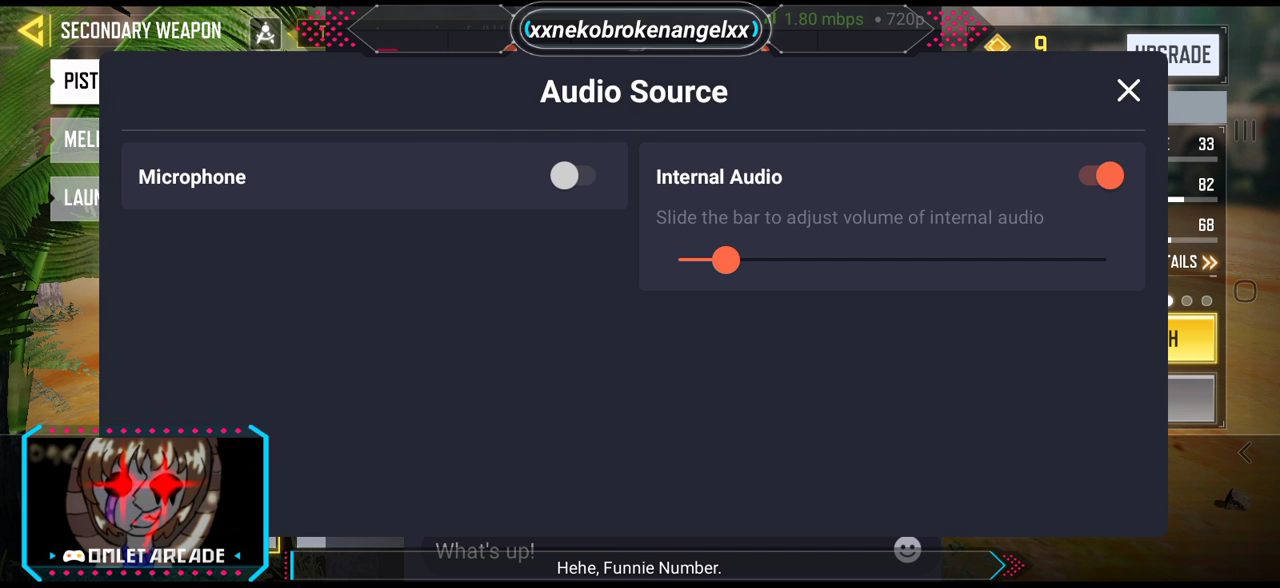 SECONDARY WEAPON
xxnekobrokenangelxx
1.80 mbps • 720p
9
UPGRADE
PIST
Audio Source
MELE
Microphone
Internal Audio
33
Slide the bar to adjust volume of internal audio
82
LAUN
68
TAILS
H
OMLET ARCADE
What's up!
Hehe, Funnie Number.